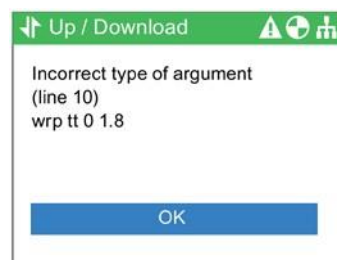 Up / Download
Incorrect type of argument
(line 10)
wrp tt 0 1.8
OK